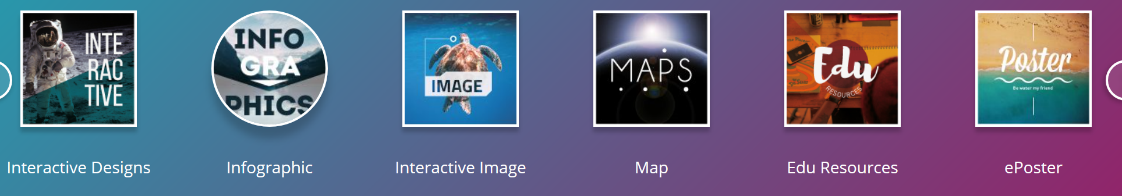 INTE
RAC
TIVE
INFO
GRA
PHICS
IMAGE
MAPS
Edu
RESOURCES
Poster
Be water my friend
Interactive Designs
Infographic
Interactive Image
Map
Edu Resources
ePoster